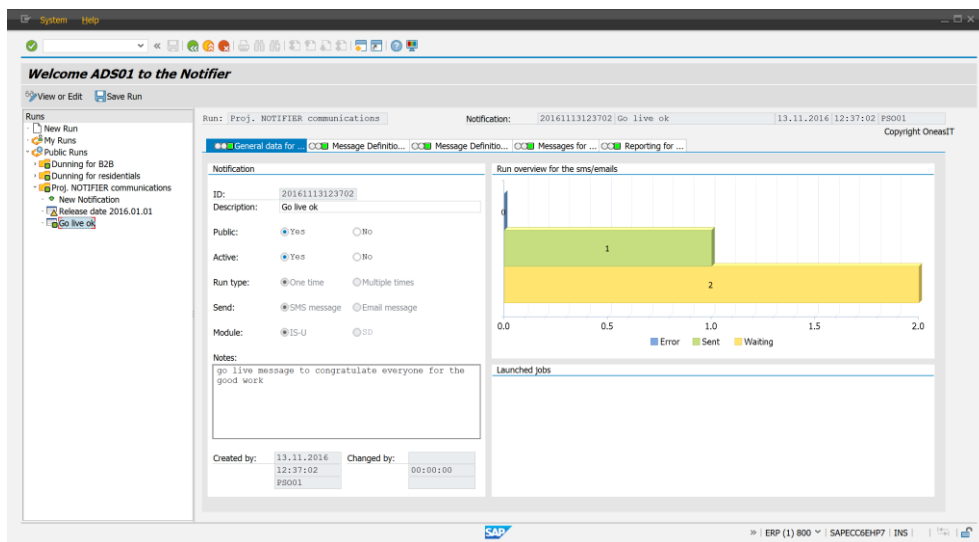 System Help
Welcome ADS01 to the Notifier
View or Edit Save Run
Runs
New Run
My Runs
Public Runs
Dunning for B2B
Dunning for residentials
Proj. NOTIFIER communications
New Notification
Release date 2016.01.01
Go live ok
Run: Proj. NOTIFIER communications Notification: 20161113123702 Go live ok 13.11.2016 12:37:02 PSO01
Copyright OneasIT
General data for ... Message Definitio... Message Definitio... Messages for ... Reporting for ...
Notification
ID: 20161113123702
Description: Go live ok
Public: Yes No
Active: Yes No
Run type: One time Multiple times
Send: SMS message Email message
Module: IS-U SD
Notes:
go live message to congratulate everyone for the
good work
Created by: 13.11.2016 Changed by:
12:37:02 00:00:00
PSO01
Run overview for the sms/emails
0
1
2
0.0 0.5 1.0 1.5 2.0
Error Sent Waiting
Launched jobs
SAP
ERP (1) 800 SAPECC6EHP7 INS